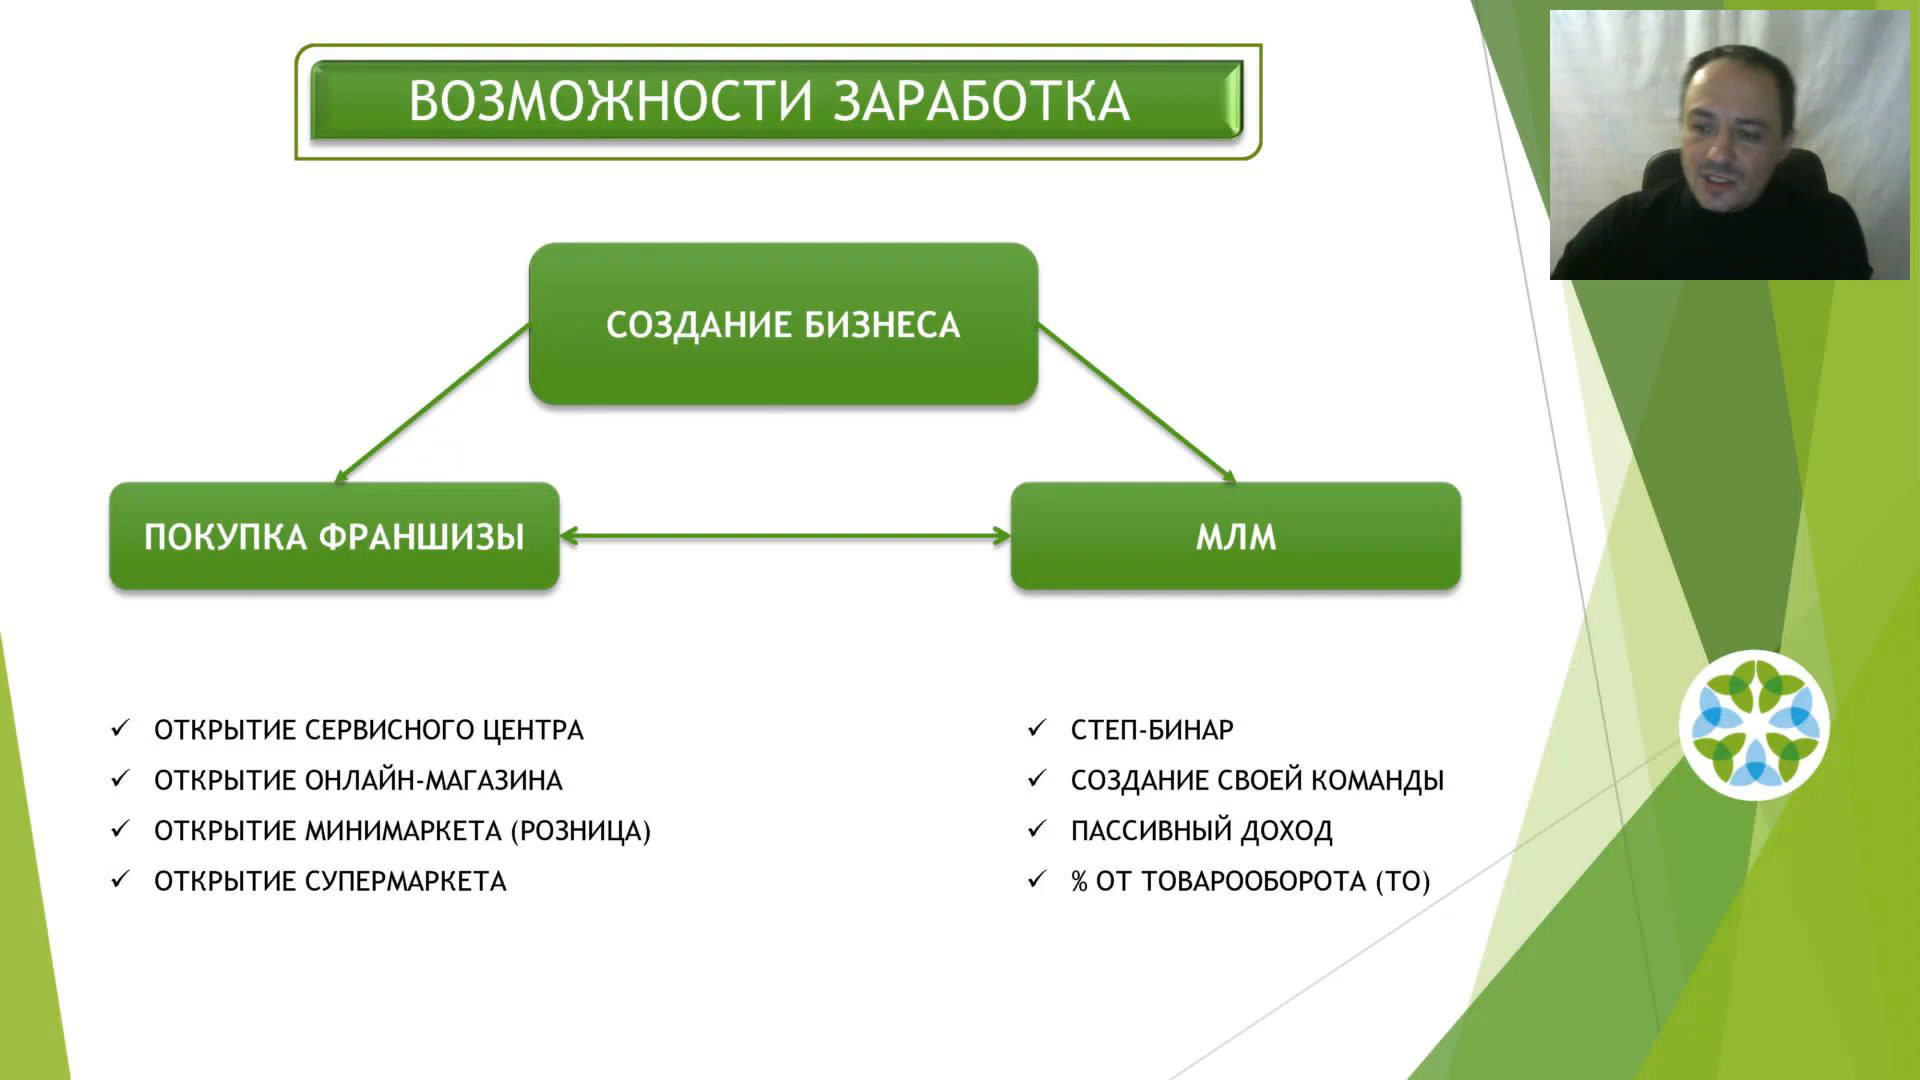 ВОЗМОЖНОСТИ ЗАРАБОТКА
СОЗДАНИЕ БИЗНЕСА
ПОКУПКА ФРАНШИЗЫ
МЛМ
ОТКРЫТИЕ СЕРВИСНОГО ЦЕНТРА
ОТКРЫТИЕ ОНЛАЙН-МАГАЗИНА
ОТКРЫТИЕ МИНИМАРКЕТА (РОЗНИЦА)
ОТКРЫТИЕ СУПЕРМАРКЕТА
СТЕП-БИНАР
СОЗДАНИЕ СВОЕЙ КОМАНДЫ
ПАССИВНЫЙ ДОХОД
% ОТ ТОВАРООБОРОТА (ТО)